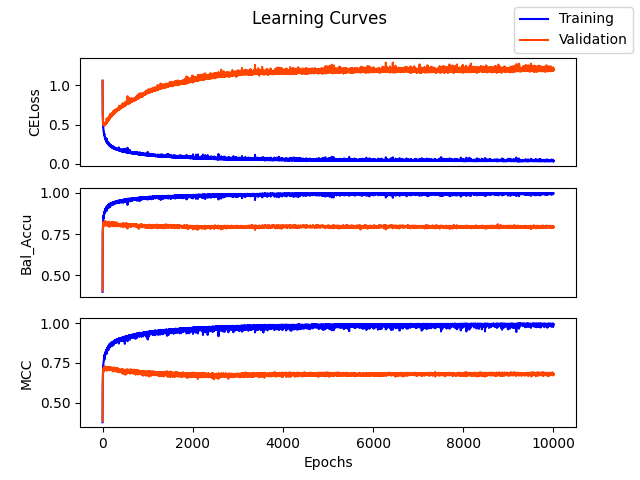 Learning Curves
Training
Validation
CELoss
1.0
0.5
0.0
Bal_Accu
1.00
0.75
0.50
MCC
1.00
0.75
0.50
0 2000 4000 6000 8000 10000
Epochs